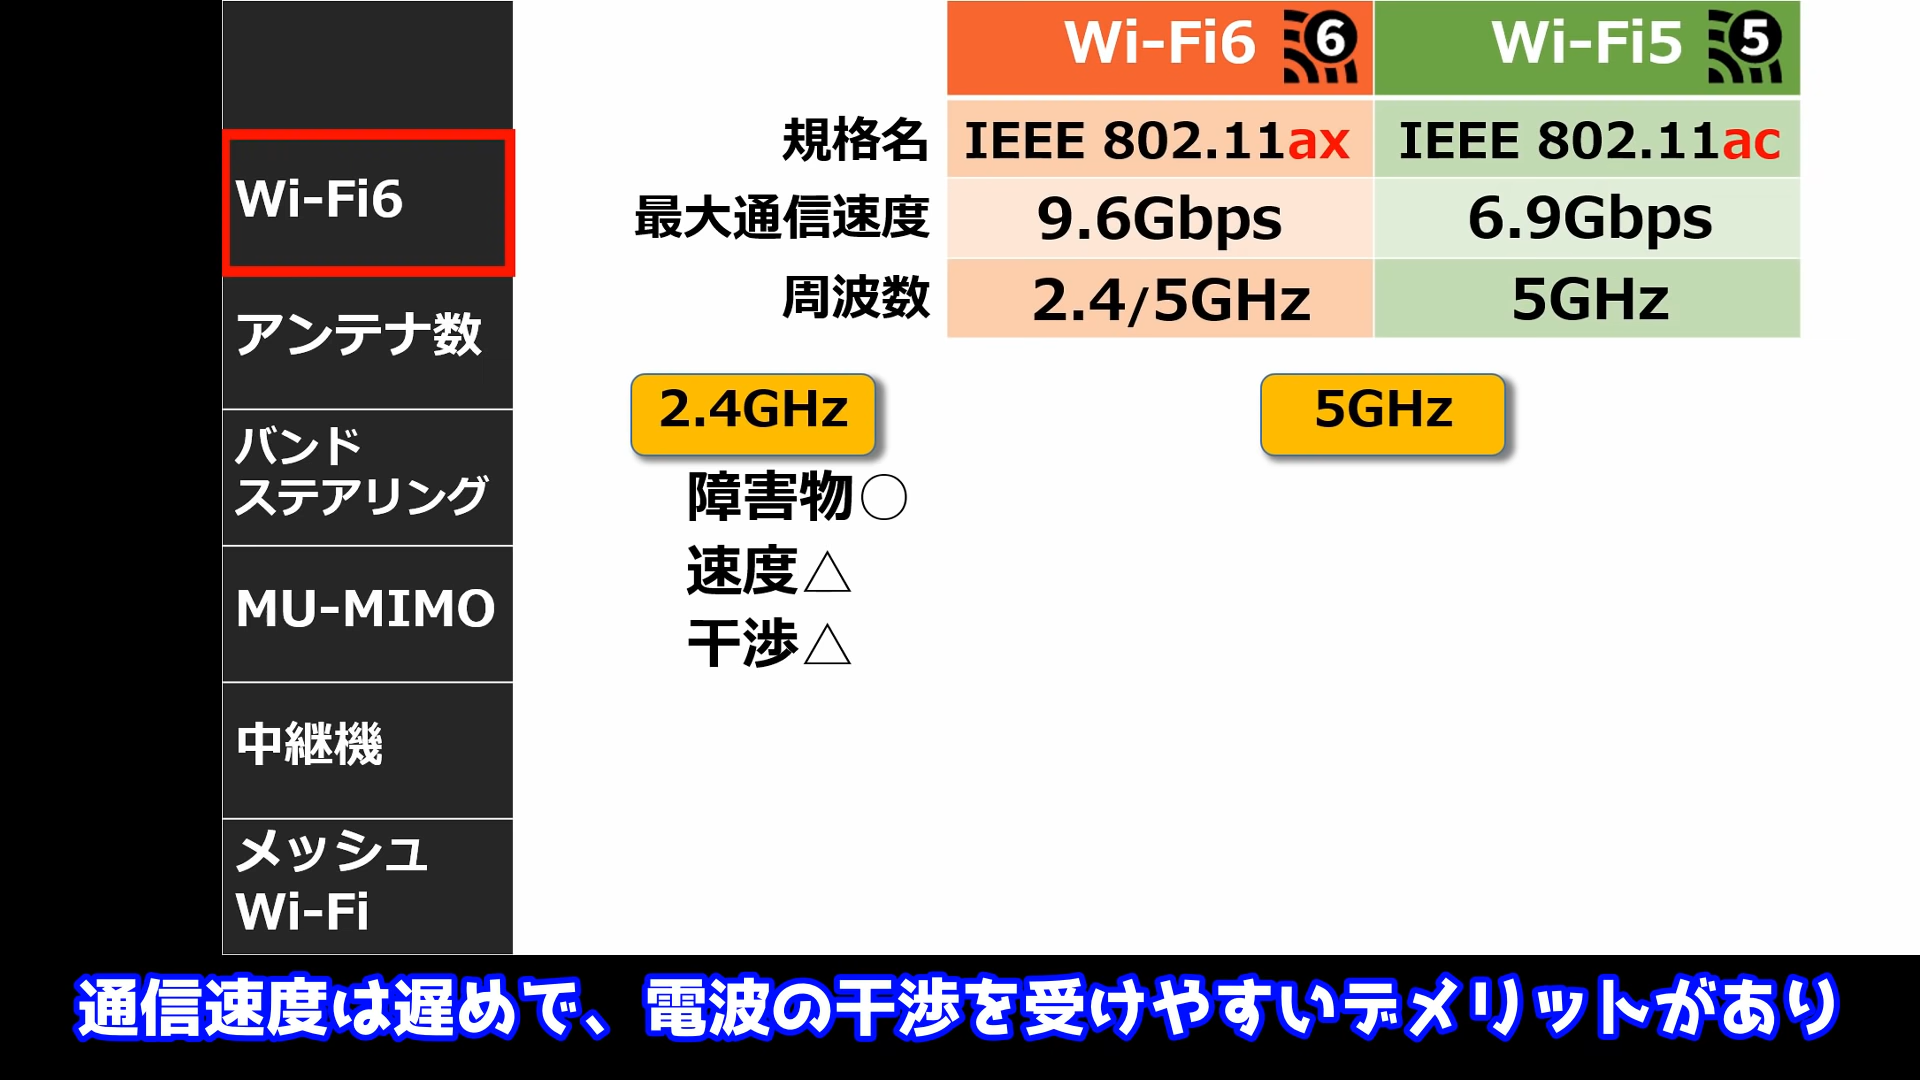 Wi-Fi6
アンテナ数
バンド
ステアリング
MU-MIMO
中継機
メッシュ
Wi-Fi
Wi-Fi6 6 Wi-Fi5 5
規格名 IEEE 802.11ax IEEE 802.11ac
最大通信速度 9.6Gbps 6.9Gbps
周波数 2.4/5GHz 5GHz
2.4GHz 5GHz
障害物○
速度△
干渉△
通信速度は遅めで、電波の干渉を受けやすいデメリットがあり